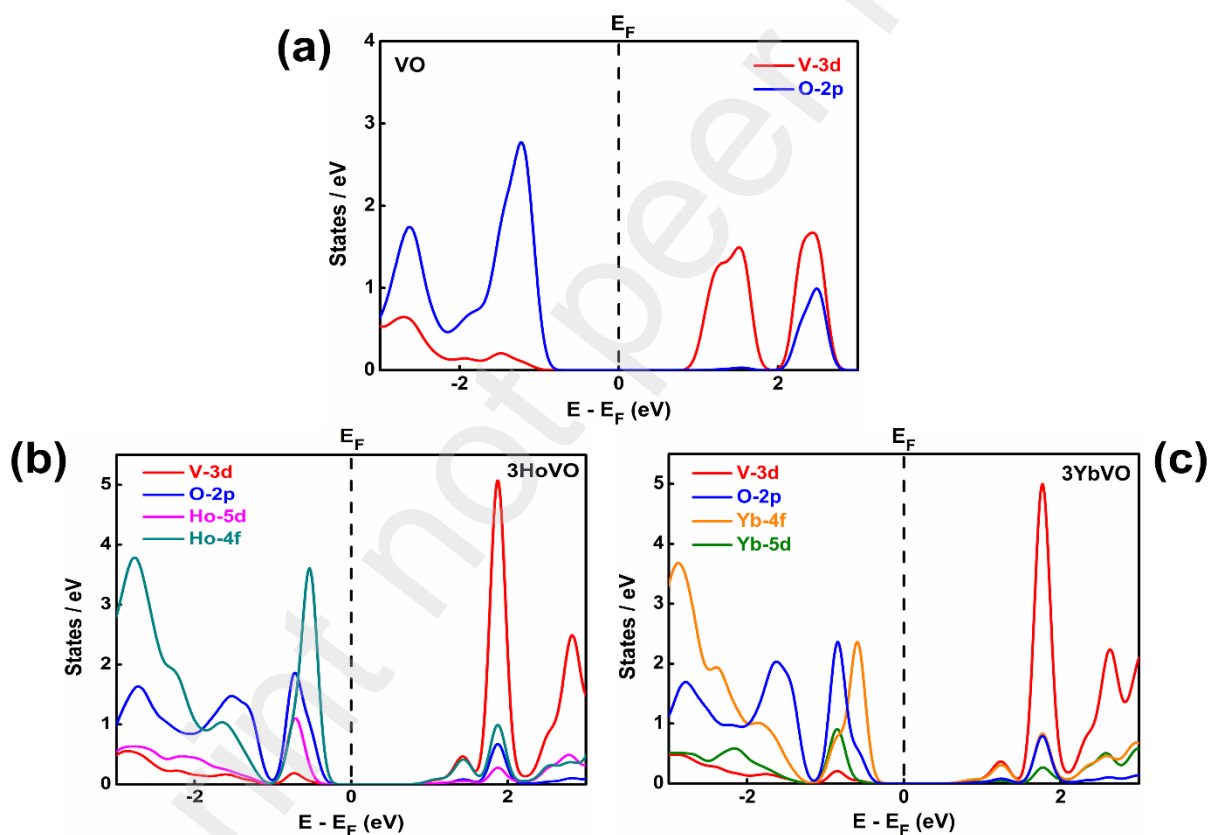 (a)
E_F
VO
V-3d
O-2p
States / eV
4
3
2
1
0
-2
0
2
E - E_F (eV)
(b)
E_F
3HoVO
V-3d
O-2p
Ho-5d
Ho-4f
States / eV
5
4
3
2
1
0
-2
0
2
E - E_F (eV)
(c)
E_F
3YbVO
V-3d
O-2p
Yb-4f
Yb-5d
States / eV
5
4
3
2
1
0
-2
0
2
E - E_F (eV)
int not peer r